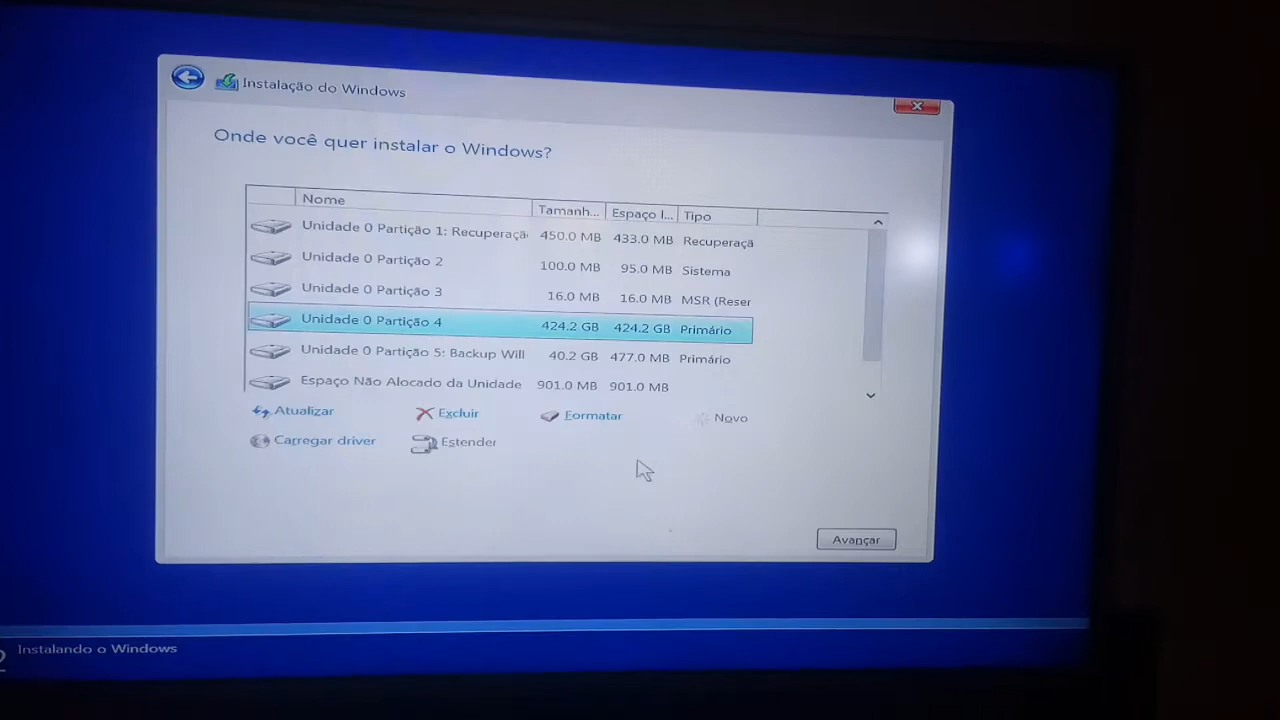 Instalação do Windows
Onde você quer instalar o Windows?
Nome Tamanh... Espaço l... Tipo
Unidade 0 Partição 1: Recuperaçã 450.0 MB 433.0 MB Recuperaçã
Unidade 0 Partição 2 100.0 MB 95.0 MB Sistema
Unidade 0 Partição 3 16.0 MB 16.0 MB MSR (Reser
Unidade 0 Partição 4 424.2 GB 424.2 GB Primário
Unidade 0 Partição 5: Backup Will 40.2 GB 477.0 MB Primário
Espaço Não Alocado da Unidade 901.0 MB 901.0 MB
Atualizar Excluir Formatar Novo
Carregar driver Estender
Avançar
2 Instalando o Windows